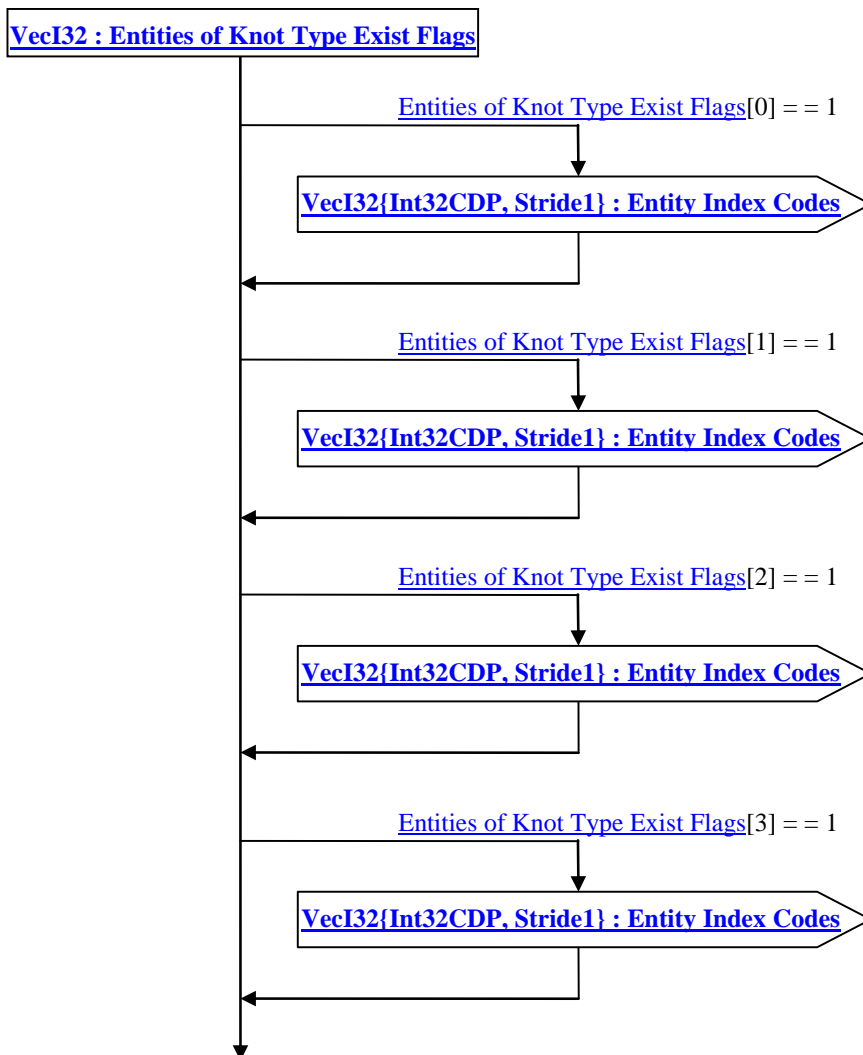 VecI32 : Entities of Knot Type Exist Flags
Entities of Knot Type Exist Flags[0] = = 1
VecI32{Int32CDP, Stride1} : Entity Index Codes
Entities of Knot Type Exist Flags[1] = = 1
VecI32{Int32CDP, Stride1} : Entity Index Codes
Entities of Knot Type Exist Flags[2] = = 1
VecI32{Int32CDP, Stride1} : Entity Index Codes
Entities of Knot Type Exist Flags[3] = = 1
VecI32{Int32CDP, Stride1} : Entity Index Codes